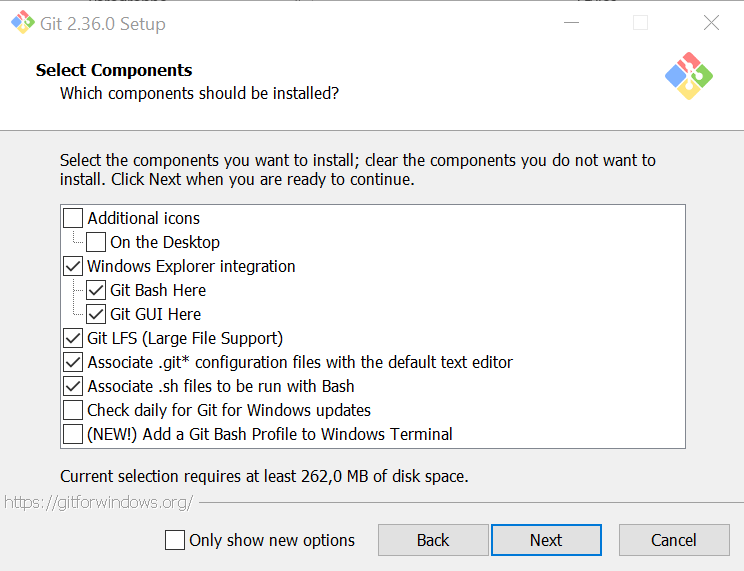 Git 2.36.0 Setup
Select Components
Which components should be installed?
Select the components you want to install; clear the components you do not want to
install. Click Next when you are ready to continue.
Additional icons
On the Desktop
Windows Explorer integration
Git Bash Here
Git GUI Here
Git LFS (Large File Support)
Associate .git* configuration files with the default text editor
Associate .sh files to be run with Bash
Check daily for Git for Windows updates
(NEW!) Add a Git Bash Profile to Windows Terminal
Current selection requires at least 262,0 MB of disk space.
https://gitforwindows.org/
Only show new options
Back
Next
Cancel